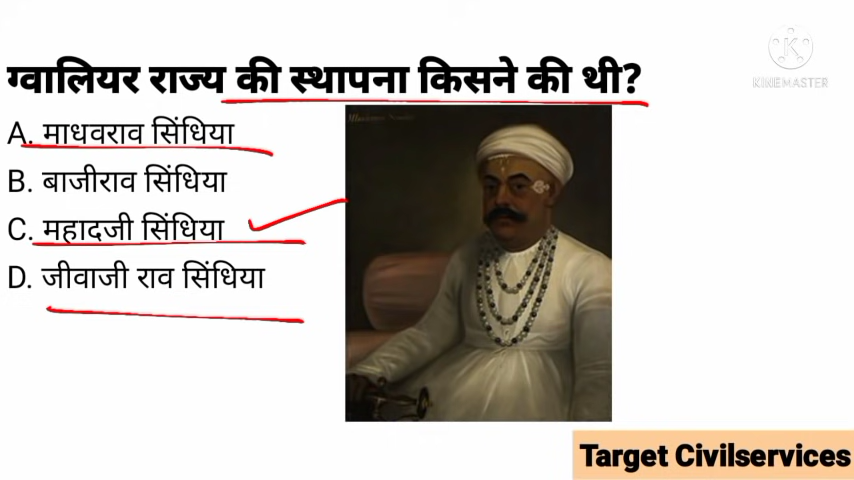 KINEMASTER
ग्वालियर राज्य की स्थापना किसने की थी?
A. माधवराव सिंधिया
B. बाजीराव सिंधिया
C. महादजी सिंधिया
D. जीवाजी राव सिंधिया
Target Civilservices